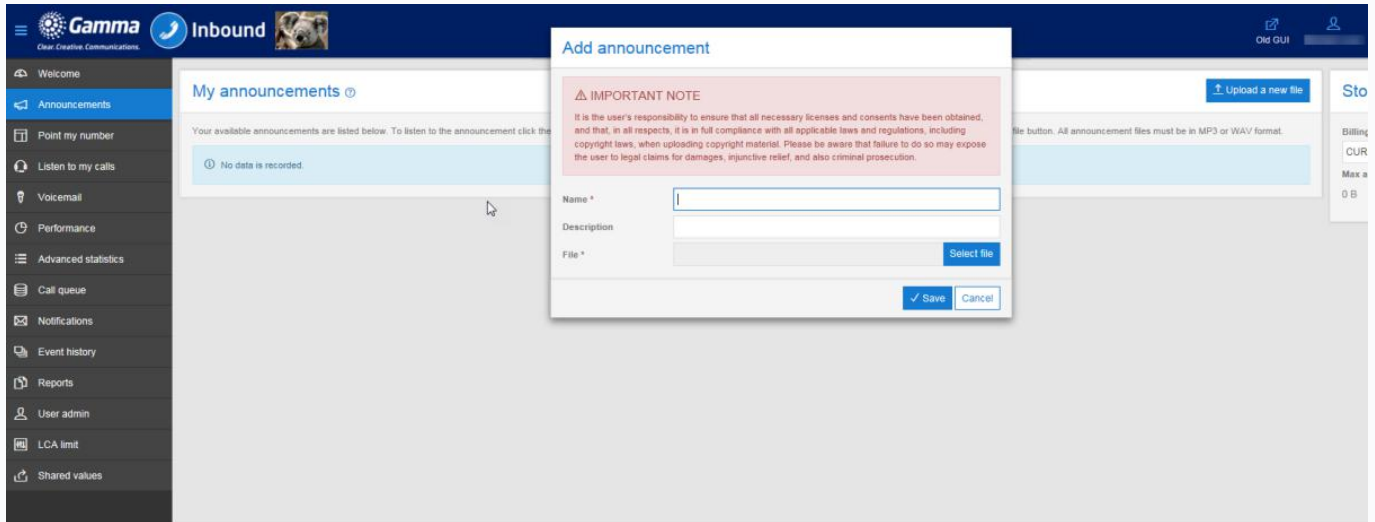 Gamma
Clear. Creative. Communications.
Inbound
Old GUI
Welcome
Announcements
Point my number
Listen to my calls
Voicemail
Performance
Advanced statistics
Call queue
Notifications
Event history
Reports
User admin
LCA limit
Shared values
My announcements
Upload a new file
Your available announcements are listed below. To listen to the announcement click the
file button. All announcement files must be in MP3 or WAV format.
No data is recorded.
Add announcement
IMPORTANT NOTE
It is the user's responsibility to ensure that all necessary licenses and consents have been obtained,
and that, in all respects, it is in full compliance with all applicable laws and regulations, including
copyright laws, when uploading copyright material. Please be aware that failure to do so may expose
the user to legal claims for damages, injunctive relief, and also criminal prosecution.
Name *
Description
File *
Select file
Save
Cancel
Sto
Billing
CUR
Max a
0 B